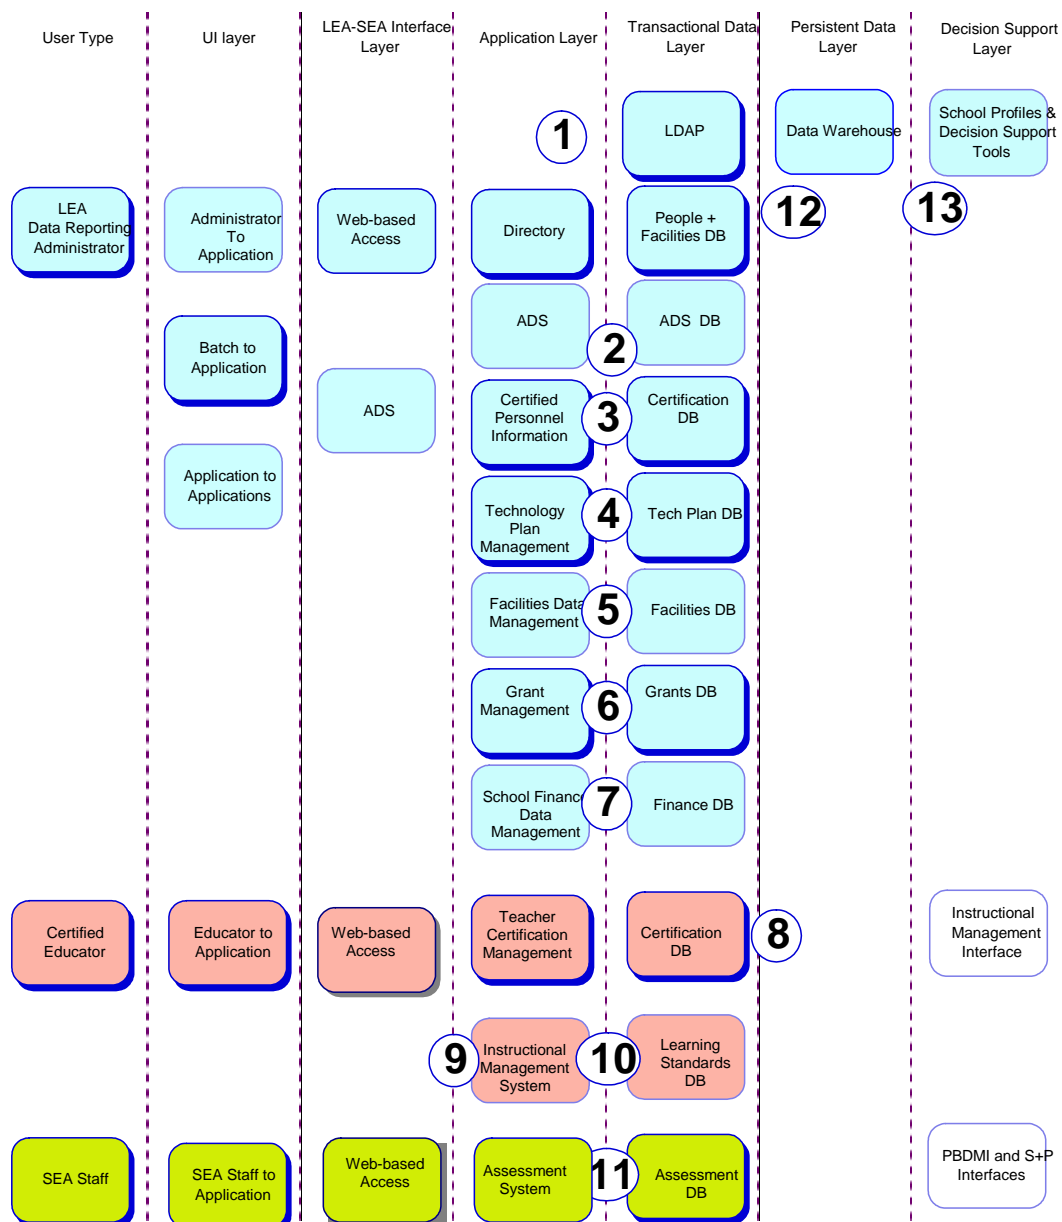 User Type
UI layer
LEA-SEA Interface
Layer
Application Layer
Transactional Data
Layer
Persistent Data
Layer
Decision Support
Layer
1
LDAP
Data Warehouse
School Profiles &
Decision Support
Tools
LEA
Data Reporting
Administrator
Administrator
To
Application
Web-based
Access
Directory
People +
Facilities DB
12
13
Batch to
Application
ADS
2
ADS DB
ADS
Certified
Personnel
Information
3
Certification
DB
Application to
Applications
Technology
Plan
Management
4
Tech Plan DB
Facilities Data
Management
5
Facilities DB
Grant
Management
6
Grants DB
School Finance
Data
Management
7
Finance DB
Certified
Educator
Educator to
Application
Web-based
Access
Teacher
Certification
Management
Certification
DB
8
Instructional
Management
Interface
9
Instructional
Management
System
10
Learning
Standards
DB
SEA Staff
SEA Staff to
Application
Web-based
Access
Assessment
System
11
Assessment
DB
PBDMI and S+P
Interfaces